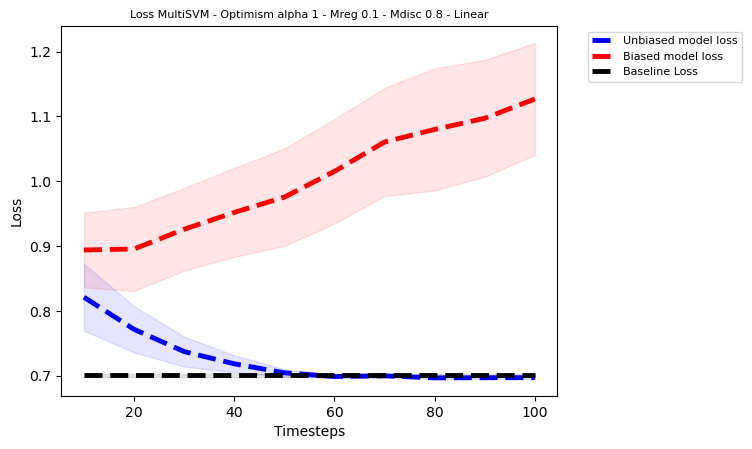 Loss MultiSVM - Optimism alpha 1 - Mreg 0.1 - Mdisc 0.8 - Linear
Unbiased model loss
Biased model loss
Baseline Loss
Loss
1.2
1.1
1.0
0.9
0.8
0.7
20 40 60 80 100
Timesteps